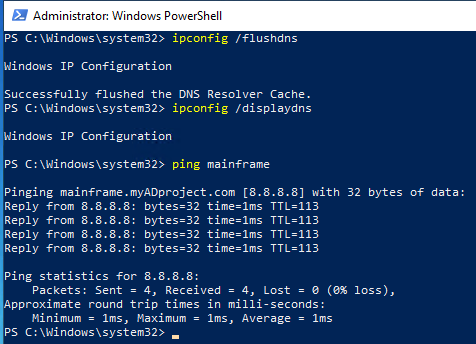 Administrator: Windows PowerShell
PS C:\Windows\system32> ipconfig /flushdns
Windows IP Configuration
Successfully flushed the DNS Resolver Cache.
PS C:\Windows\system32> ipconfig /displaydns
Windows IP Configuration
PS C:\Windows\system32> ping mainframe
Pinging mainframe.myADproject.com [8.8.8.8] with 32 bytes of data:
Reply from 8.8.8.8: bytes=32 time=1ms TTL=113
Reply from 8.8.8.8: bytes=32 time=1ms TTL=113
Reply from 8.8.8.8: bytes=32 time=1ms TTL=113
Reply from 8.8.8.8: bytes=32 time=1ms TTL=113
Ping statistics for 8.8.8.8:
    Packets: Sent = 4, Received = 4, Lost = 0 (0% loss),
Approximate round trip times in milli-seconds:
    Minimum = 1ms, Maximum = 1ms, Average = 1ms
PS C:\Windows\system32>